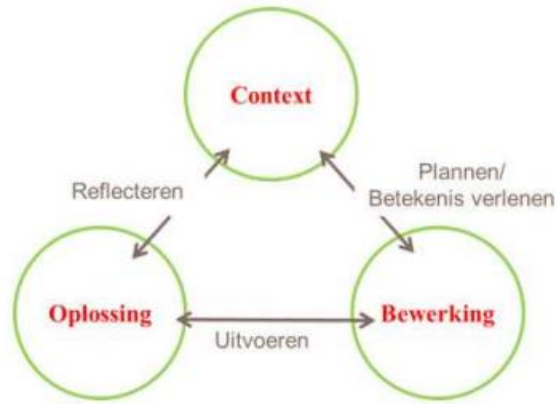 Context
Reflecteren
Plannen/
Betekenis verlenen
Oplossing
Bewerking
Uitvoeren